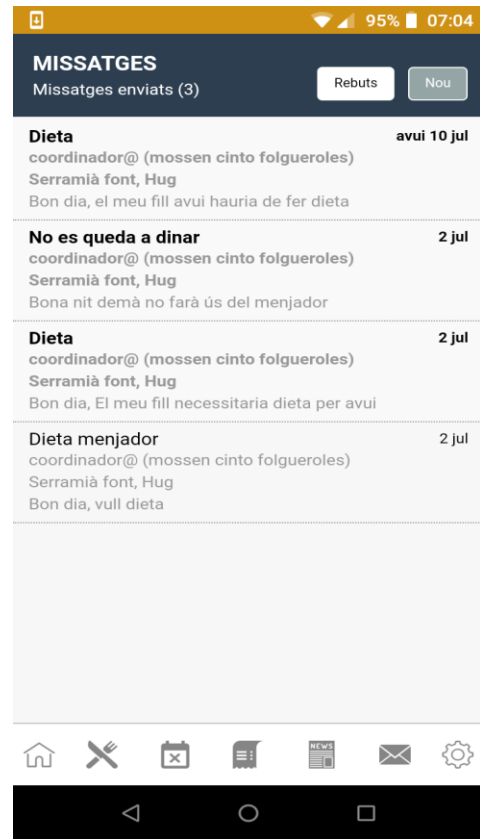 95% 07:04
MISSATGES
Missatges enviats (3)
Rebuts
Nou
Dieta avui 10 jul
coordinador@ (mossen cinto folgueroles)
Serramià font, Hug
Bon dia, el meu fill avui hauria de fer dieta
No es queda a dinar 2 jul
coordinador@ (mossen cinto folgueroles)
Serramià font, Hug
Bona nit demà no farà ús del menjador
Dieta 2 jul
coordinador@ (mossen cinto folgueroles)
Serramià font, Hug
Bon dia, El meu fill necessitaria dieta per avui
Dieta menjador 2 jul
coordinador@ (mossen cinto folgueroles)
Serramià font, Hug
Bon dia, vull dieta
NEWS